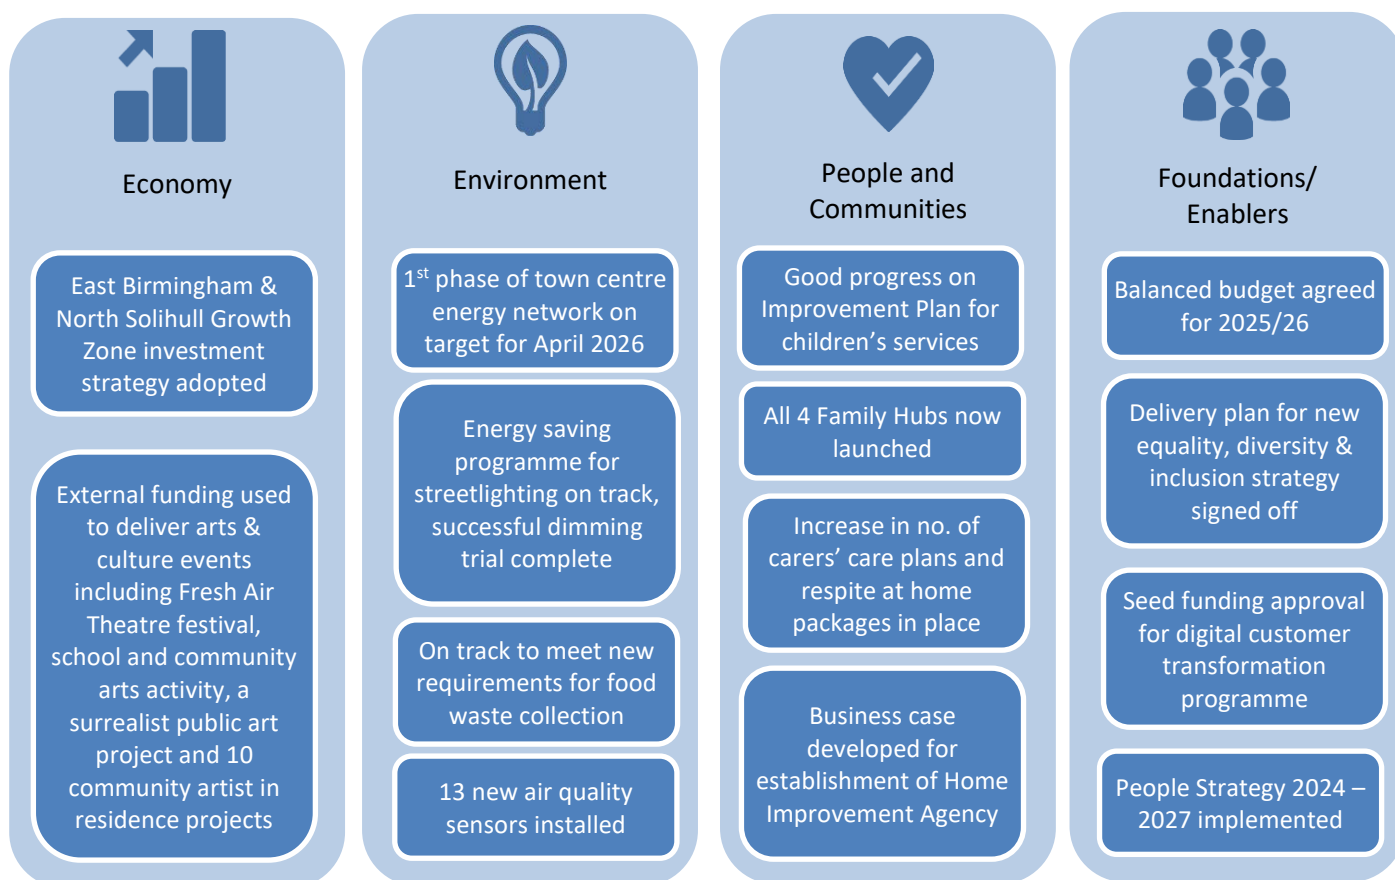 Economy
East Birmingham &
North Solihull Growth
Zone investment
strategy adopted
External funding used
to deliver arts &
culture events
including Fresh Air
Theatre festival,
school and community
arts activity, a
surrealist public art
project and 10
community artist in
residence projects
Environment
1st phase of town centre
energy network on
target for April 2026
Energy saving
programme for
streetlighting on track,
successful dimming
trial complete
On track to meet new
requirements for food
waste collection
13 new air quality
sensors installed
People and
Communities
Good progress on
Improvement Plan for
children’s services
All 4 Family Hubs now
launched
Increase in no. of
carers’ care plans and
respite at home
packages in place
Business case
developed for
establishment of Home
Improvement Agency
Foundations/
Enablers
Balanced budget agreed
for 2025/26
Delivery plan for new
equality, diversity &
inclusion strategy
signed off
Seed funding approval
for digital customer
transformation
programme
People Strategy 2024 –
2027 implemented